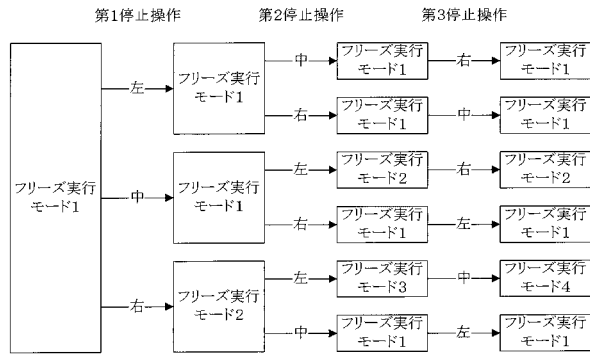 第1停止操作
第2停止操作
第3停止操作
フリーズ実行
モード1
左
フリーズ実行
モード1
中
フリーズ実行
モード1
右
フリーズ実行
モード1
右
フリーズ実行
モード1
中
フリーズ実行
モード1
中
フリーズ実行
モード1
左
フリーズ実行
モード2
右
フリーズ実行
モード2
右
フリーズ実行
モード1
左
フリーズ実行
モード1
右
フリーズ実行
モード2
左
フリーズ実行
モード3
中
フリーズ実行
モード4
中
フリーズ実行
モード1
左
フリーズ実行
モード1